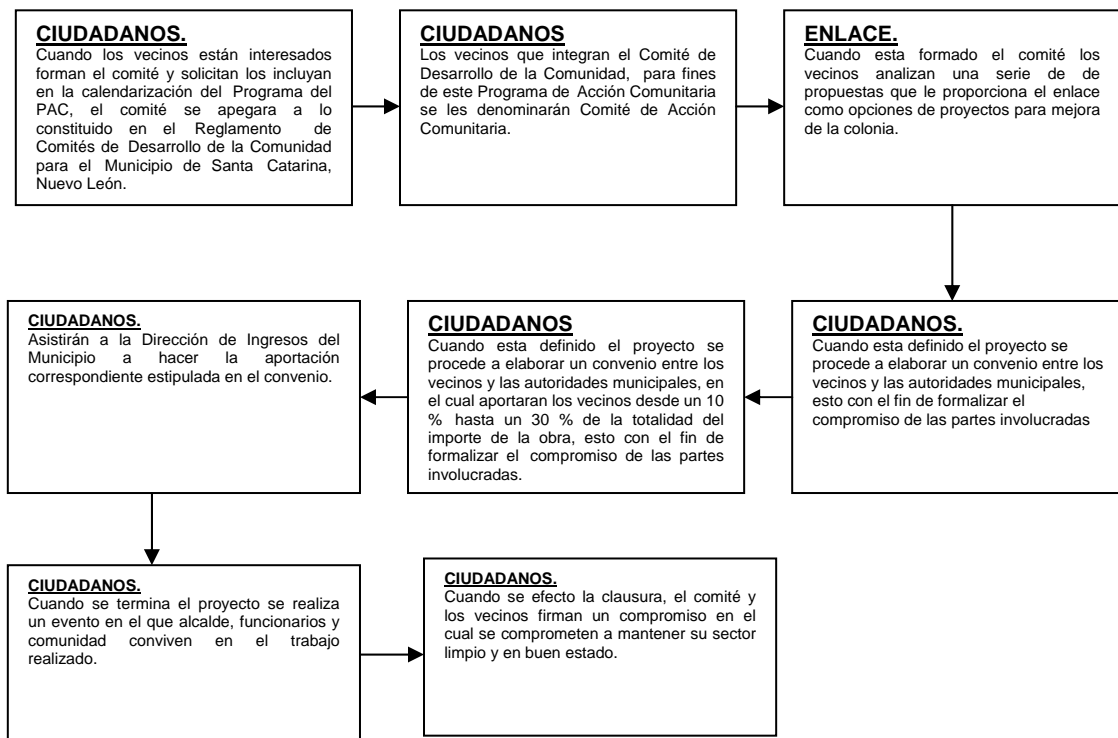 CIUDADANOS.
Cuando los vecinos están interesados
forman el comité y solicitan los incluyan
en la calendarización del Programa del
PAC, el comité se apegara a lo
constituido en el Reglamento de
Comités de Desarrollo de la Comunidad
para el Municipio de Santa Catarina,
Nuevo León.
CIUDADANOS
Los vecinos que integran el Comité de
Desarrollo de la Comunidad, para fines
de este Programa de Acción Comunitaria
se les denominarán Comité de Acción
Comunitaria.
ENLACE.
Cuando esta formado el comité los
vecinos analizan una serie de de
propuestas que le proporciona el enlace
como opciones de proyectos para mejora
de la colonia.
CIUDADANOS.
Cuando esta definido el proyecto se
procede a elaborar un convenio entre los
vecinos y las autoridades municipales,
esto con el fin de formalizar el
compromiso de las partes involucradas
CIUDADANOS
Cuando esta definido el proyecto se
procede a elaborar un convenio entre los
vecinos y las autoridades municipales, en
el cual aportaran los vecinos desde un 10
% hasta un 30 % de la totalidad del
importe de la obra, esto con el fin de
formalizar el compromiso de las partes
involucradas.
CIUDADANOS.
Asistirán a la Dirección de Ingresos del
Municipio a hacer la aportación
correspondiente estipulada en el convenio.
CIUDADANOS.
Cuando se termina el proyecto se realiza
un evento en el que alcalde, funcionarios y
comunidad conviven en el trabajo
realizado.
CIUDADANOS.
Cuando se efecto la clausura, el comité y
los vecinos firman un compromiso en el
cual se comprometen a mantener su sector
limpio y en buen estado.